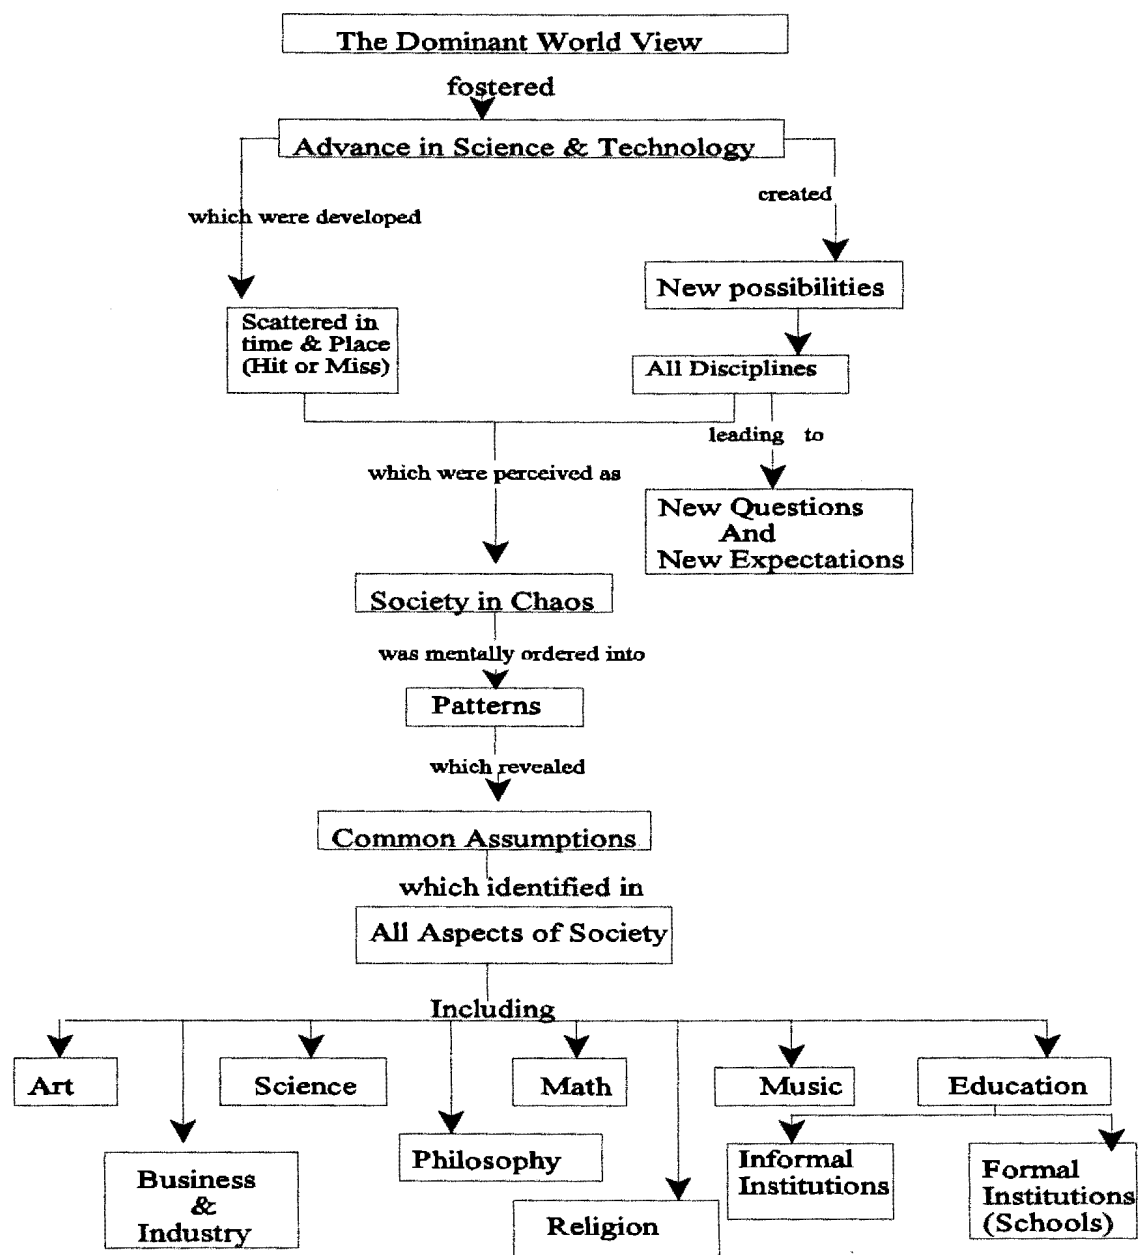 The Dominant World View
fostered
Advance in Science & Technology
created
which were developed
New possibilities
Scattered in
time & Place
(Hit or Miss)
All Disciplines
leading to
which were perceived as
New Questions
And
New Expectations
Society in Chaos
was mentally ordered into
Patterns
which revealed
Common Assumptions
which identified in
All Aspects of Society
Including
Art
Science
Math
Music
Education
Business
&
Industry
Philosophy
Religion
Informal
Institutions
Formal
Institutions
(Schools)